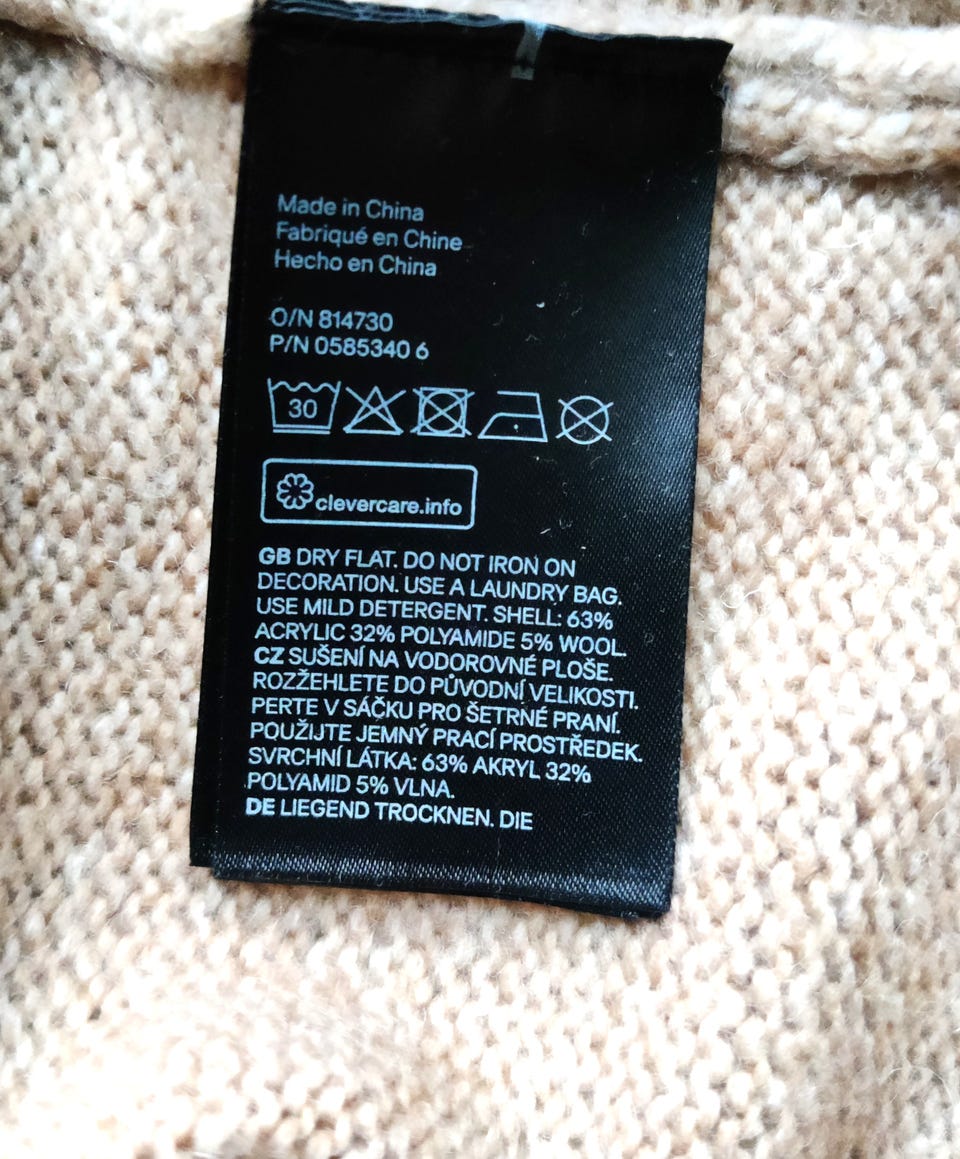 Made in China
Fabriqué en Chine
Hecho en China
O/N 814730
P/N 0585340 6
30
clevercare.info
GB DRY FLAT. DO NOT IRON ON
DECORATION. USE A LAUNDRY BAG.
USE MILD DETERGENT. SHELL: 63%
ACRYLIC 32% POLYAMIDE 5% WOOL.
CZ SUŠENÍ NA VODOROVNÉ PLOŠE.
ROZŽEHLETE DO PŮVODNÍ VELIKOSTI.
PERTE V SÁČKU PRO ŠETRNÉ PRANÍ.
POUŽIJTE JEMNÝ PRACÍ PROSTŘEDEK.
SVRCHNÍ LÁTKA: 63% AKRYL 32%
POLYAMID 5% VLNA.
DE LIEGEND TROCKNEN. DIE